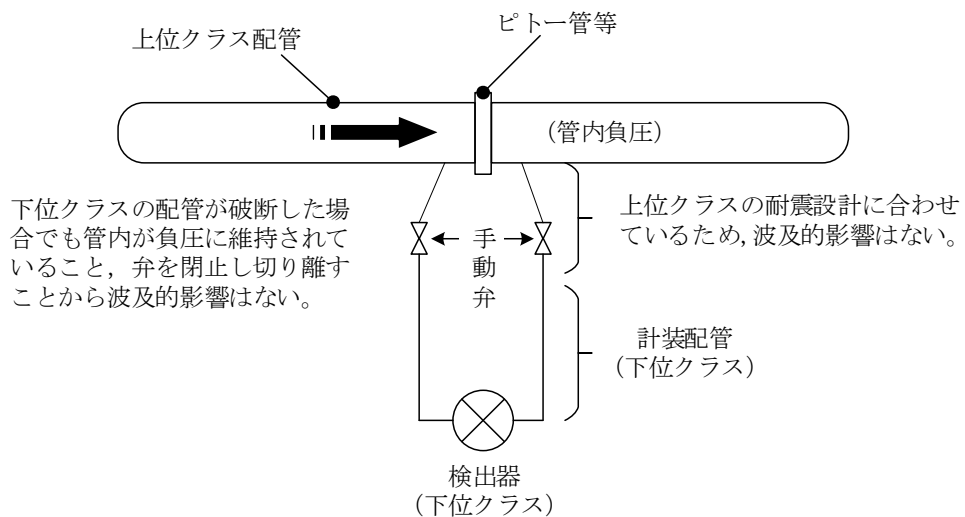 ピトー管等
上位クラス配管
(管内負圧)
下位クラスの配管が破断した場
合でも管内が負圧に維持されて
いること，弁を閉止し切り離す
ことから波及的影響はない。
手動弁
上位クラスの耐震設計に合わせ
ているため,波及的影響はない。
計装配管
(下位クラス)
検出器
(下位クラス)